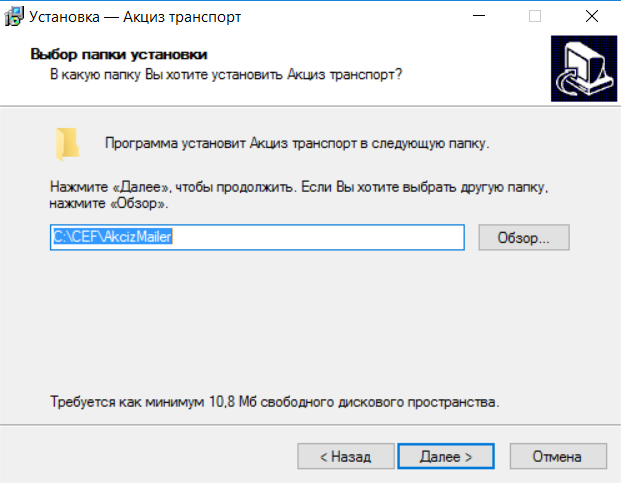 Установка — Акциз транспорт
Выбор папки установки
В какую папку Вы хотите установить Акциз транспорт?
Программа установит Акциз транспорт в следующую папку.
Нажмите «Далее», чтобы продолжить. Если Вы хотите выбрать другую папку,
нажмите «Обзор».
C:\CEF\AkcizMailer
Обзор...
Требуется как минимум 10,8 Мб свободного дискового пространства.
< Назад
Далее >
Отмена